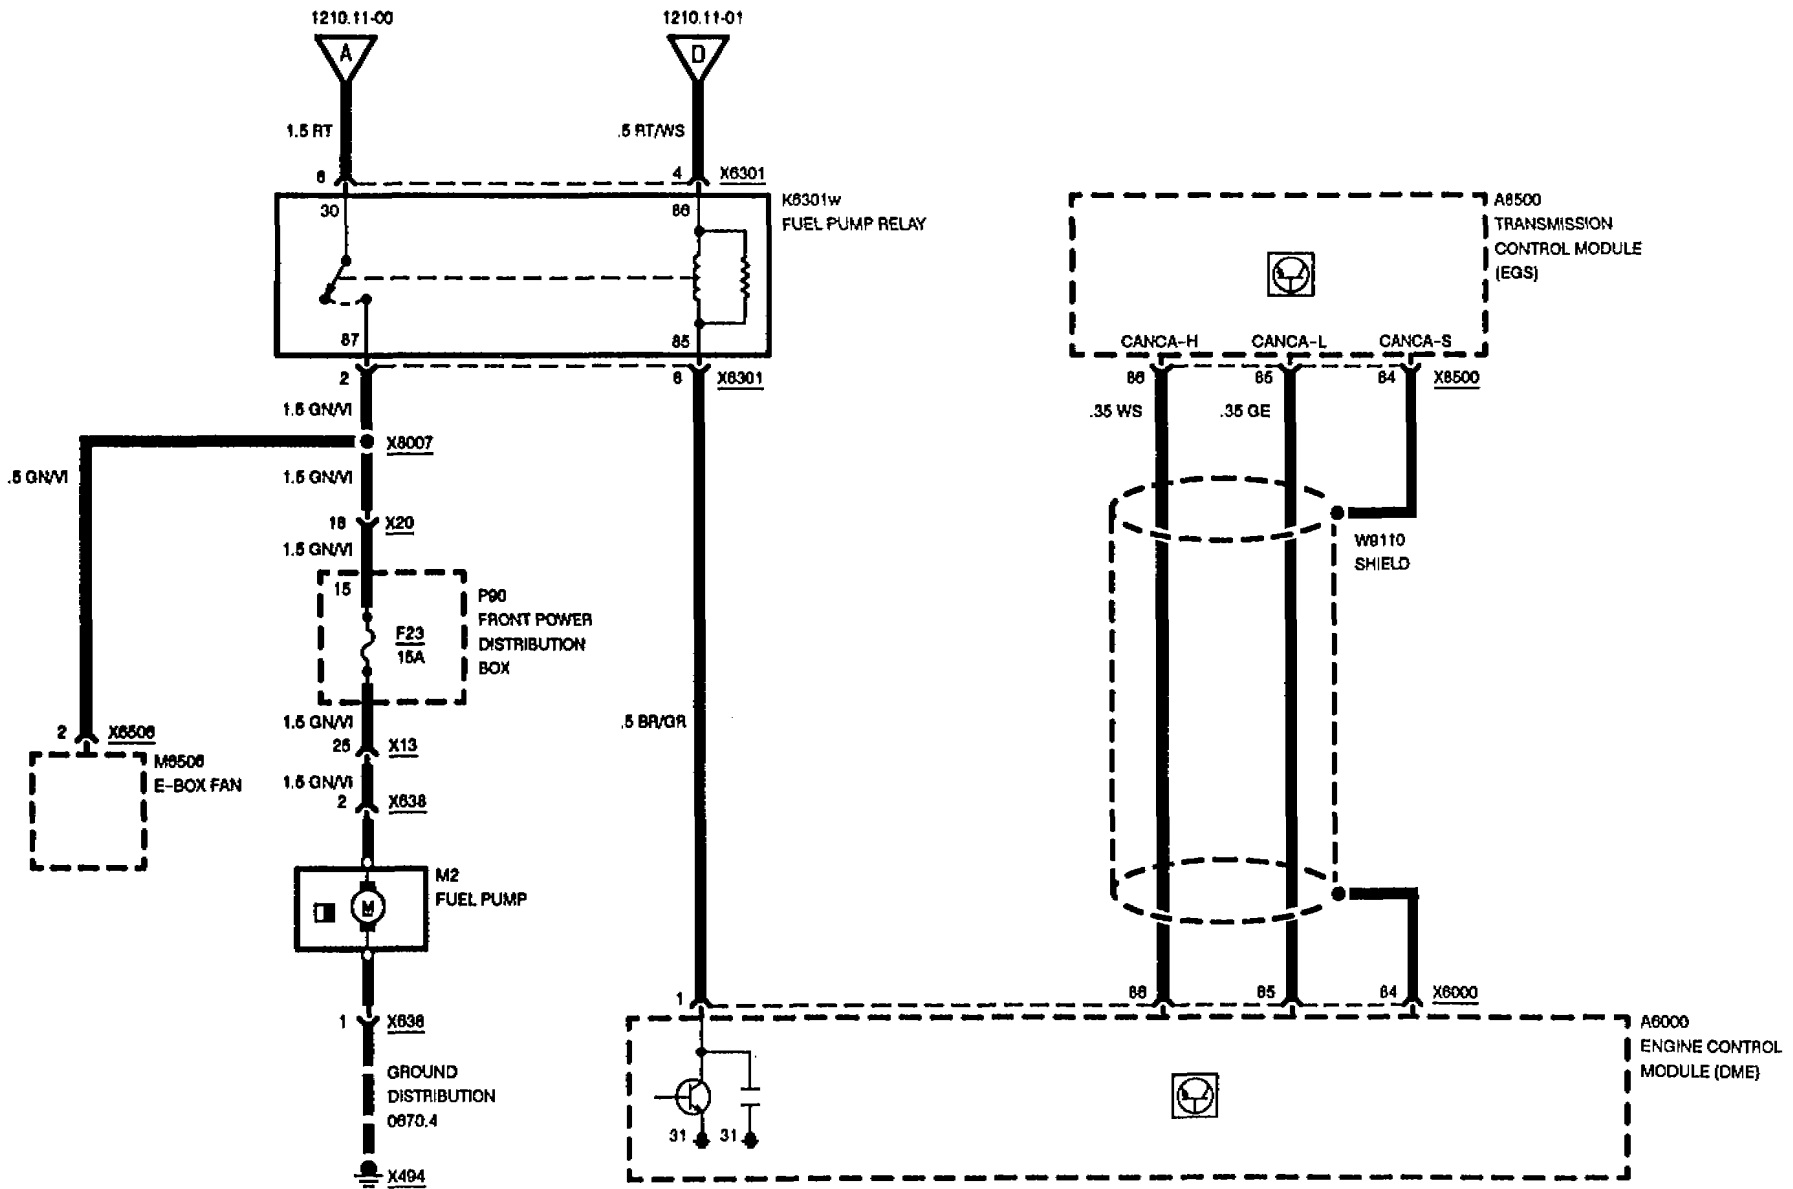 1210.11-00
1210.11-01
A
D
1.5 RT
.5 RT/WS
6
4
X6301
30
86
K6301w
FUEL PUMP RELAY
87
85
2
6
X6301
1.5 GN/VI
X8007
.5 GN/VI
1.5 GN/VI
18
X20
1.5 GN/VI
15
F23
15A
P90
FRONT POWER
DISTRIBUTION
BOX
1.5 GN/VI
25
X13
1.5 GN/VI
2
X638
2
X6506
M6506
E-BOX FAN
M2
FUEL PUMP
M
1
X638
GROUND
DISTRIBUTION
0670.4
X494
.5 BR/GR
A8500
TRANSMISSION
CONTROL MODULE
(EGS)
CANCA-H
CANCA-L
CANCA-S
86
85
84
X8500
.35 WS
.35 GE
W9110
SHIELD
1
86
85
84
X6000
A6000
ENGINE CONTROL
MODULE (DME)
31
31